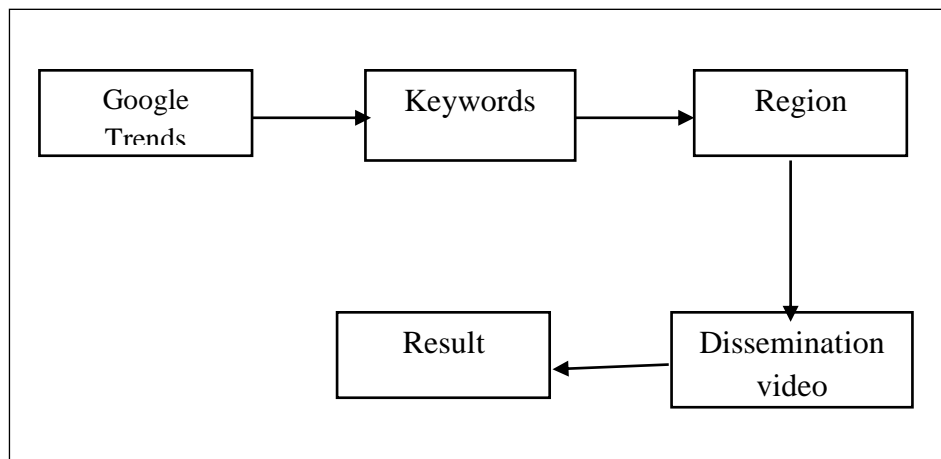 Google
Trends
Keywords
Region
Result
Dissemination
video